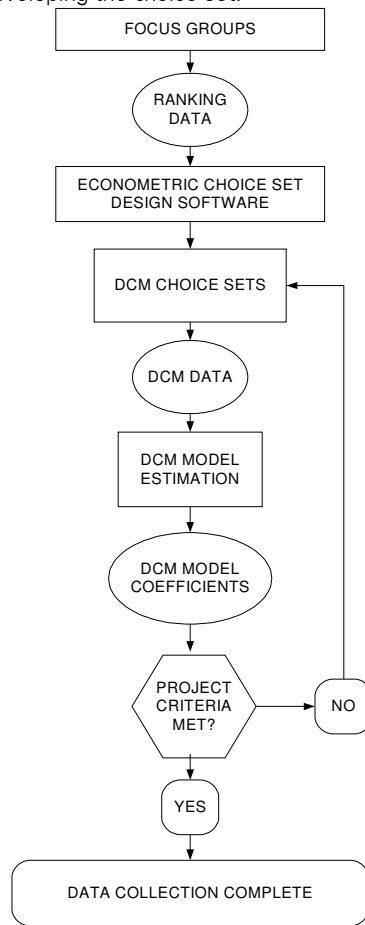 veloping the choice set.
FOCUS GROUPS
RANKING
DATA
ECONOMETRIC CHOICE SET
DESIGN SOFTWARE
DCM CHOICE SETS
DCM DATA
DCM MODEL
ESTIMATION
DCM MODEL
COEFFICIENTS
PROJECT
CRITERIA
MET?
NO
YES
DATA COLLECTION COMPLETE